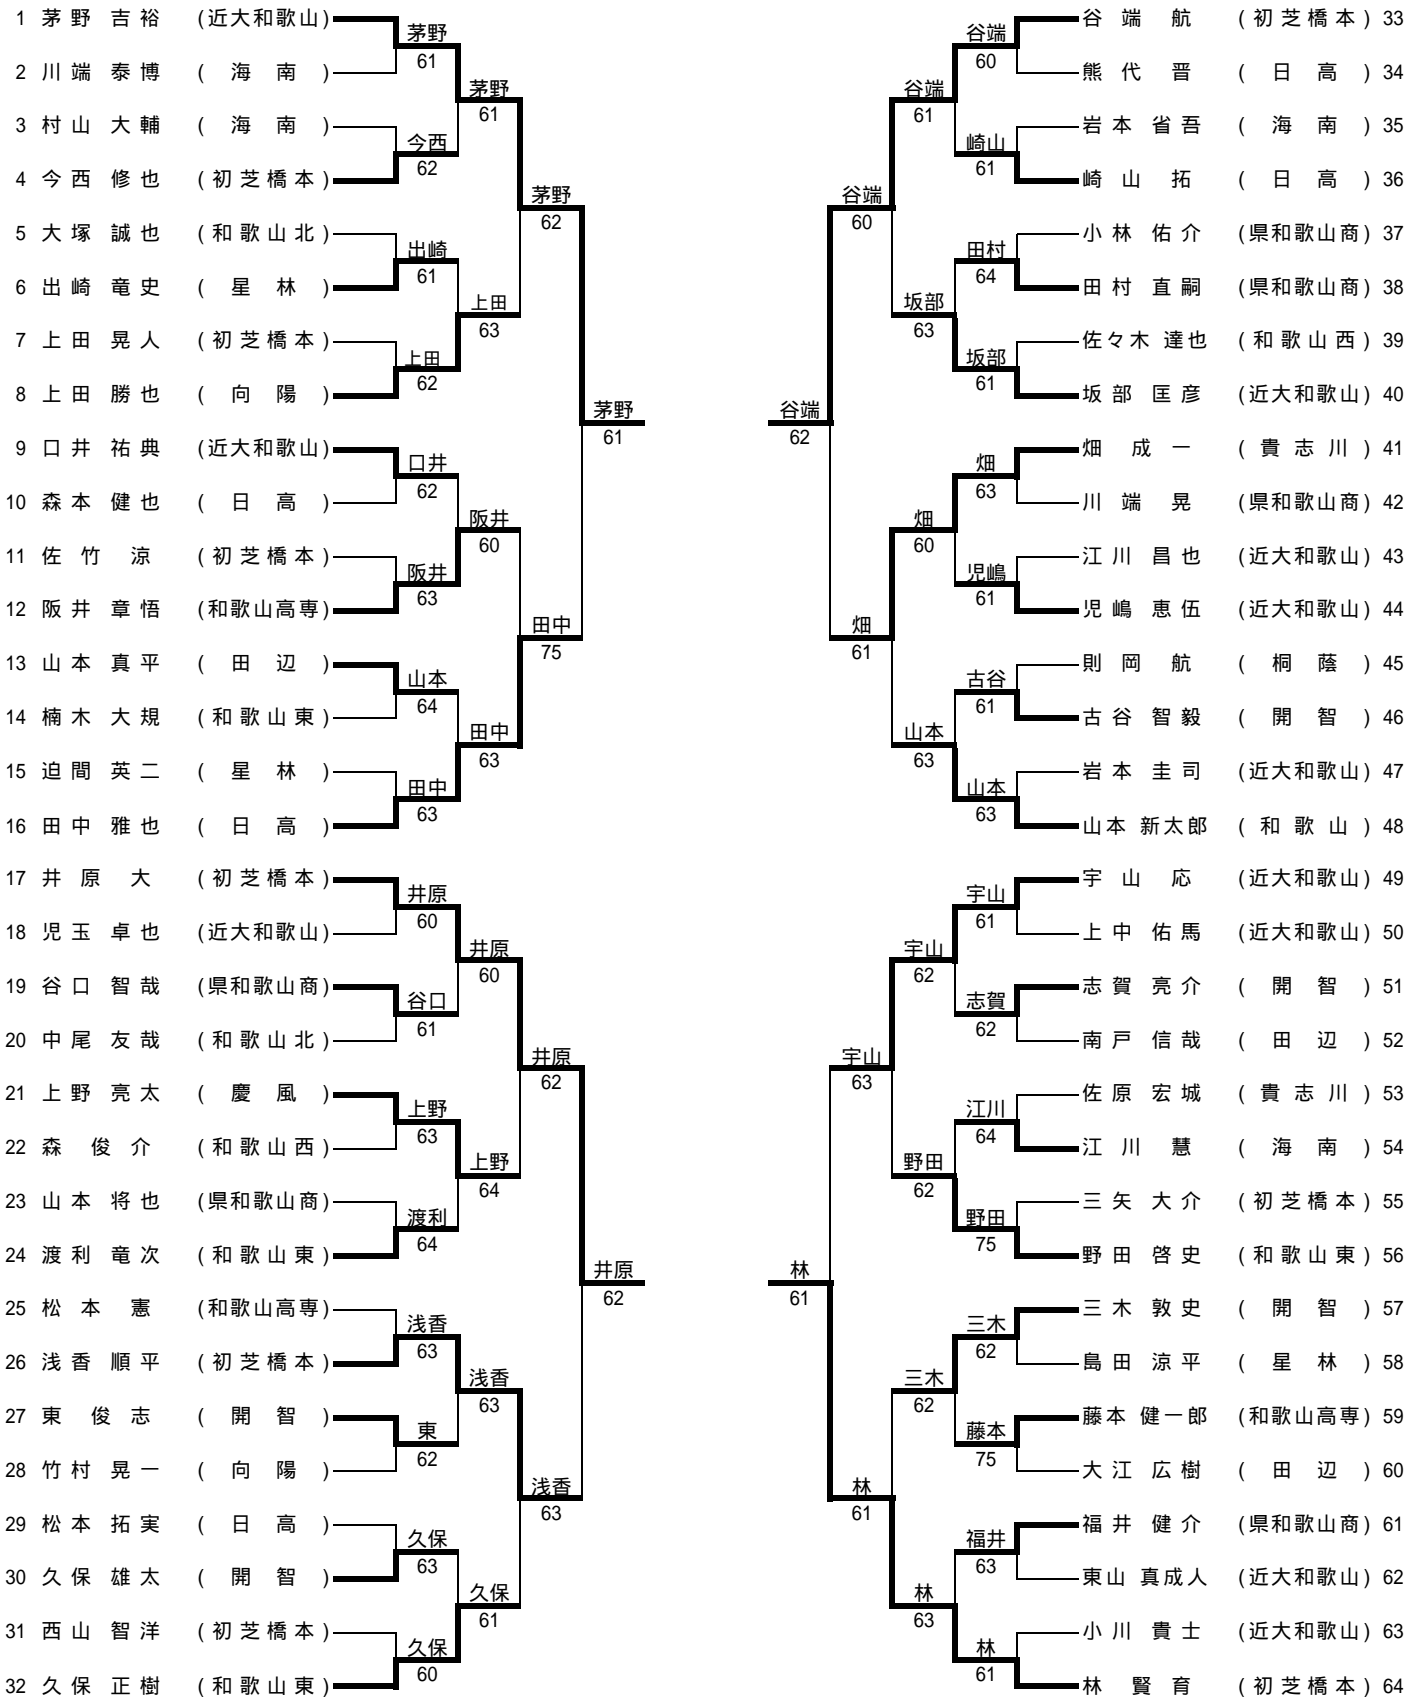 1 茅野 吉裕 (近大和歌山)
2 川端 泰博 (海南)
3 村山 大輔 (海南)
4 今西 修也 (初芝橋本)
5 大塚 誠也 (和歌山北)
6 出崎 竜史 (星林)
7 上田 晃人 (初芝橋本)
8 上田 勝也 (向陽)
9 口井 祐典 (近大和歌山)
10 森本 健也 (日高)
11 佐竹 涼 (初芝橋本)
12 阪井 章悟 (和歌山高専)
13 山本 真平 (田辺)
14 楠木 大規 (和歌山東)
15 迫間 英二 (星林)
16 田中 雅也 (日高)
17 井原 大 (初芝橋本)
18 児玉 卓也 (近大和歌山)
19 谷口 智哉 (県和歌山商)
20 中尾 友哉 (和歌山北)
21 上野 亮太 (慶風)
22 森 俊介 (和歌山西)
23 山本 将也 (県和歌山商)
24 渡利 竜次 (和歌山東)
25 松本 憲 (和歌山高専)
26 浅香 順平 (初芝橋本)
27 東 俊志 (開智)
28 竹村 晃一 (向陽)
29 松本 拓実 (日高)
30 久保 雄太 (開智)
31 西山 智洋 (初芝橋本)
32 久保 正樹 (和歌山東)
茅野
61
今西
62
出崎
61
上田
62
口井
62
阪井
63
山本
64
田中
63
井原
60
谷口
61
上野
63
渡利
64
浅香
63
東
62
久保
63
久保
60
茅野
61
上田
63
阪井
60
田中
63
井原
60
上野
64
浅香
63
久保
61
茅野
62
田中
75
井原
62
浅香
63
茅野
61
井原
62
谷端
62
林
61
谷端
60
畑
61
宇山
63
林
61
谷端
61
坂部
63
畑
60
山本
63
宇山
62
野田
62
三木
62
林
63
谷端
60
崎山
61
田村
64
坂部
61
畑
63
児嶋
61
古谷
61
山本
63
宇山
61
志賀
62
江川
64
野田
75
三木
62
藤本
75
福井
63
林
61
谷端 航 (初芝橋本) 33
熊代 晋 (日高) 34
岩本 省吾 (海南) 35
崎山 拓 (日高) 36
小林 佑介 (県和歌山商) 37
田村 直嗣 (県和歌山商) 38
佐々木 達也 (和歌山西) 39
坂部 匡彦 (近大和歌山) 40
畑 成一 (貴志川) 41
川端 晃 (県和歌山商) 42
江川 昌也 (近大和歌山) 43
児嶋 恵伍 (近大和歌山) 44
則岡 航 (桐蔭) 45
古谷 智毅 (開智) 46
岩本 圭司 (近大和歌山) 47
山本 新太郎 (和歌山) 48
宇山 応 (近大和歌山) 49
上中 佑馬 (近大和歌山) 50
志賀 亮介 (開智) 51
南戸 信哉 (田辺) 52
佐原 宏城 (貴志川) 53
江川 慧 (海南) 54
三矢 大介 (初芝橋本) 55
野田 啓史 (和歌山東) 56
三木 敦史 (開智) 57
島田 涼平 (星林) 58
藤本 健一郎 (和歌山高専) 59
大江 広樹 (田辺) 60
福井 健介 (県和歌山商) 61
東山 真成人 (近大和歌山) 62
小川 貴士 (近大和歌山) 63
林 賢育 (初芝橋本) 64